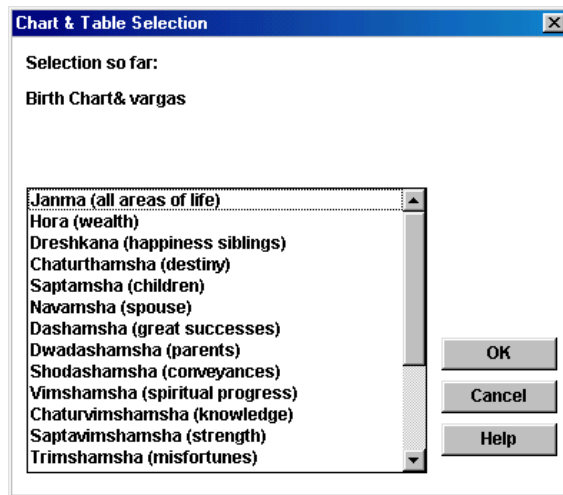 Chart & Table Selection
Selection so far:
Birth Chart& vargas
Janma (all areas of life)
Hora (wealth)
Dreshkana (happiness siblings)
Chaturthamsha (destiny)
Saptamsha (children)
Navamsha (spouse)
Dashamsha (great successes)
Dwadashamsha (parents)
Shodashamsha (conveyances)
Vimshamsha (spiritual progress)
Chaturvimshamsha (knowledge)
Saptavimshamsha (strength)
Trimshamsha (misfortunes)
OK
Cancel
Help